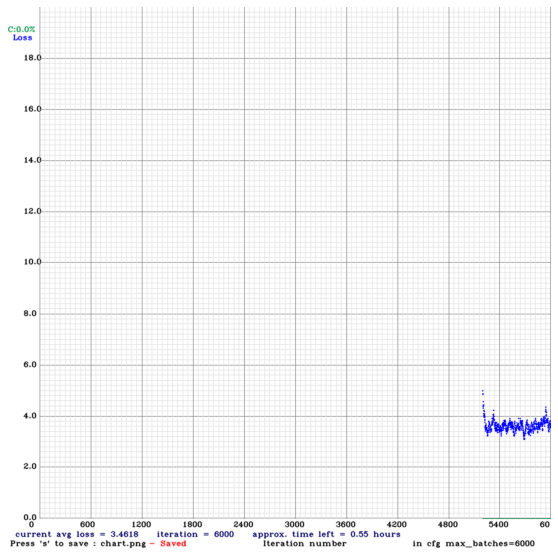 C:0.0%
Loss
18.0
16.0
14.0
12.0
10.0
8.0
6.0
4.0
2.0
0.0
0 600 1200 1800 2400 3000 3600 4200 4800 5400 60
current avg loss = 3.4618 iteration = 6000 approx. time left = 0.55 hours
Press 's' to save : chart.png - Saved Iteration number in cfg max_batches=6000